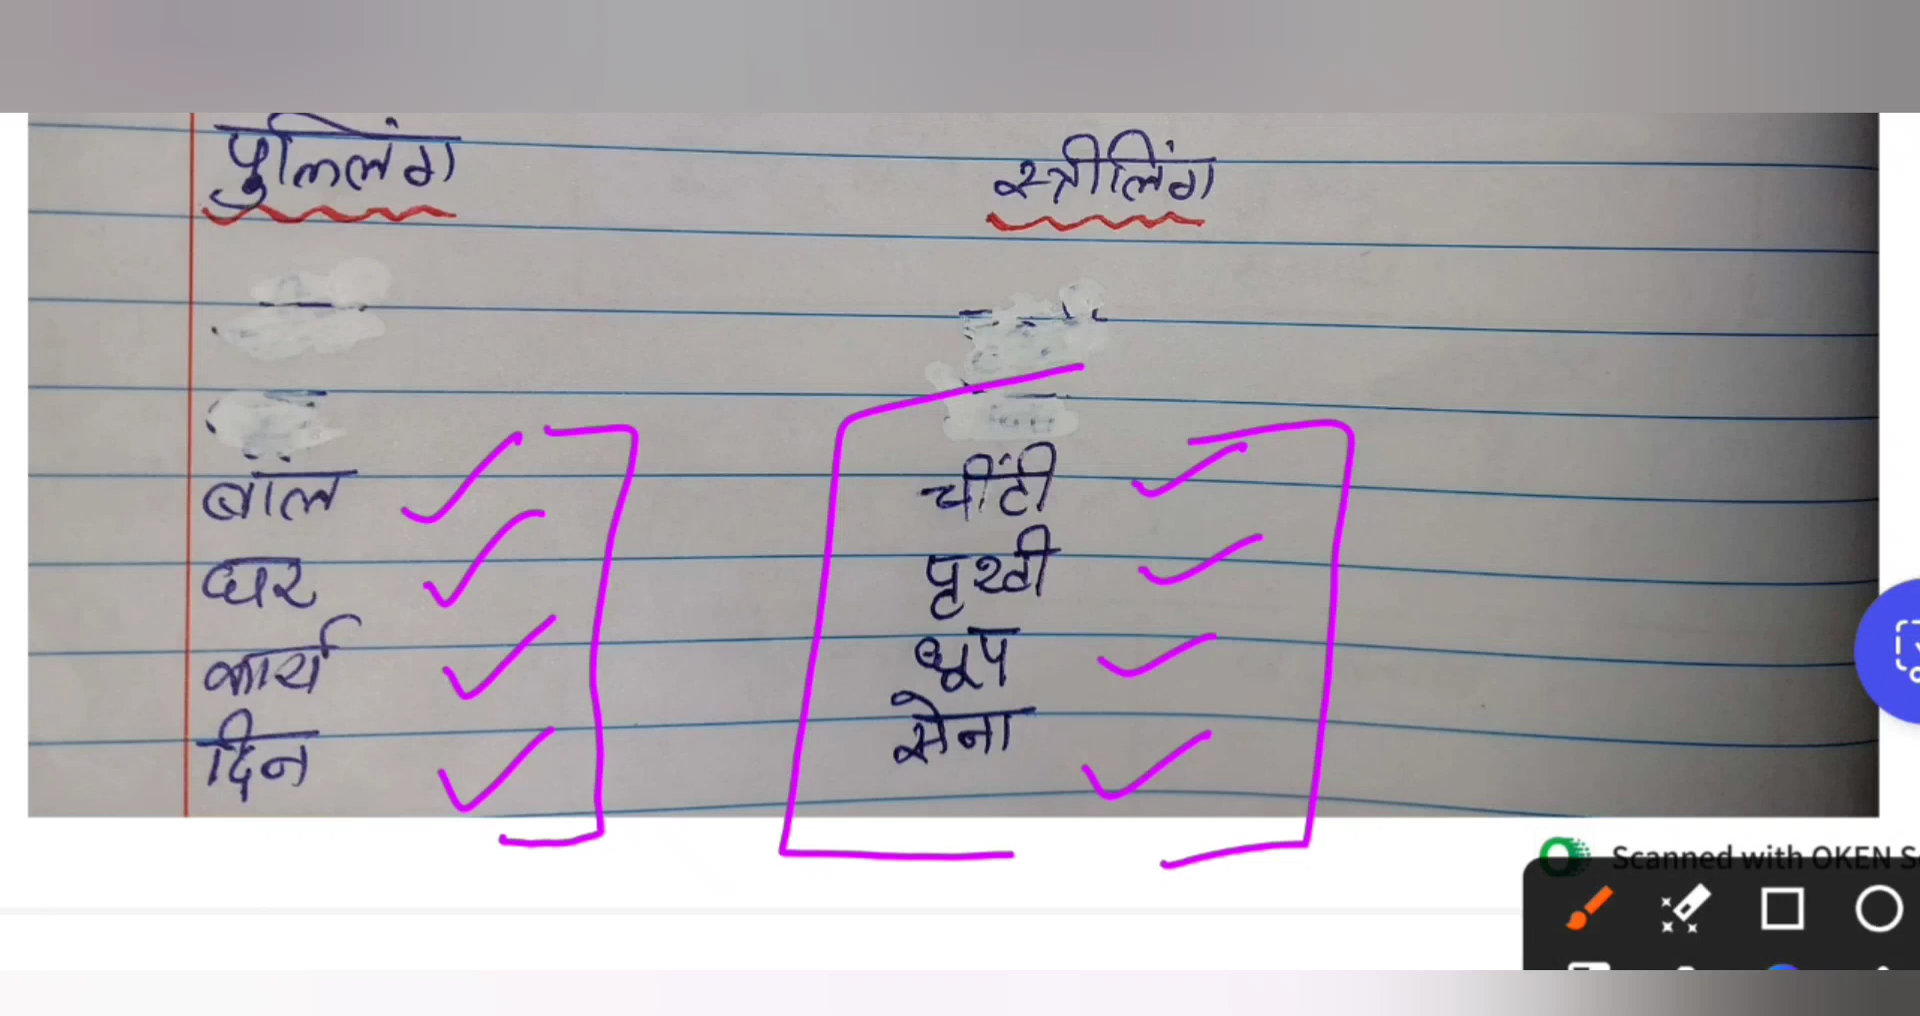 पुल्लिंग स्त्रीलिंग
बाल चींटी
घर पृथ्वी
कार्य धूप
दिन सेना
Scanned with OKEN S